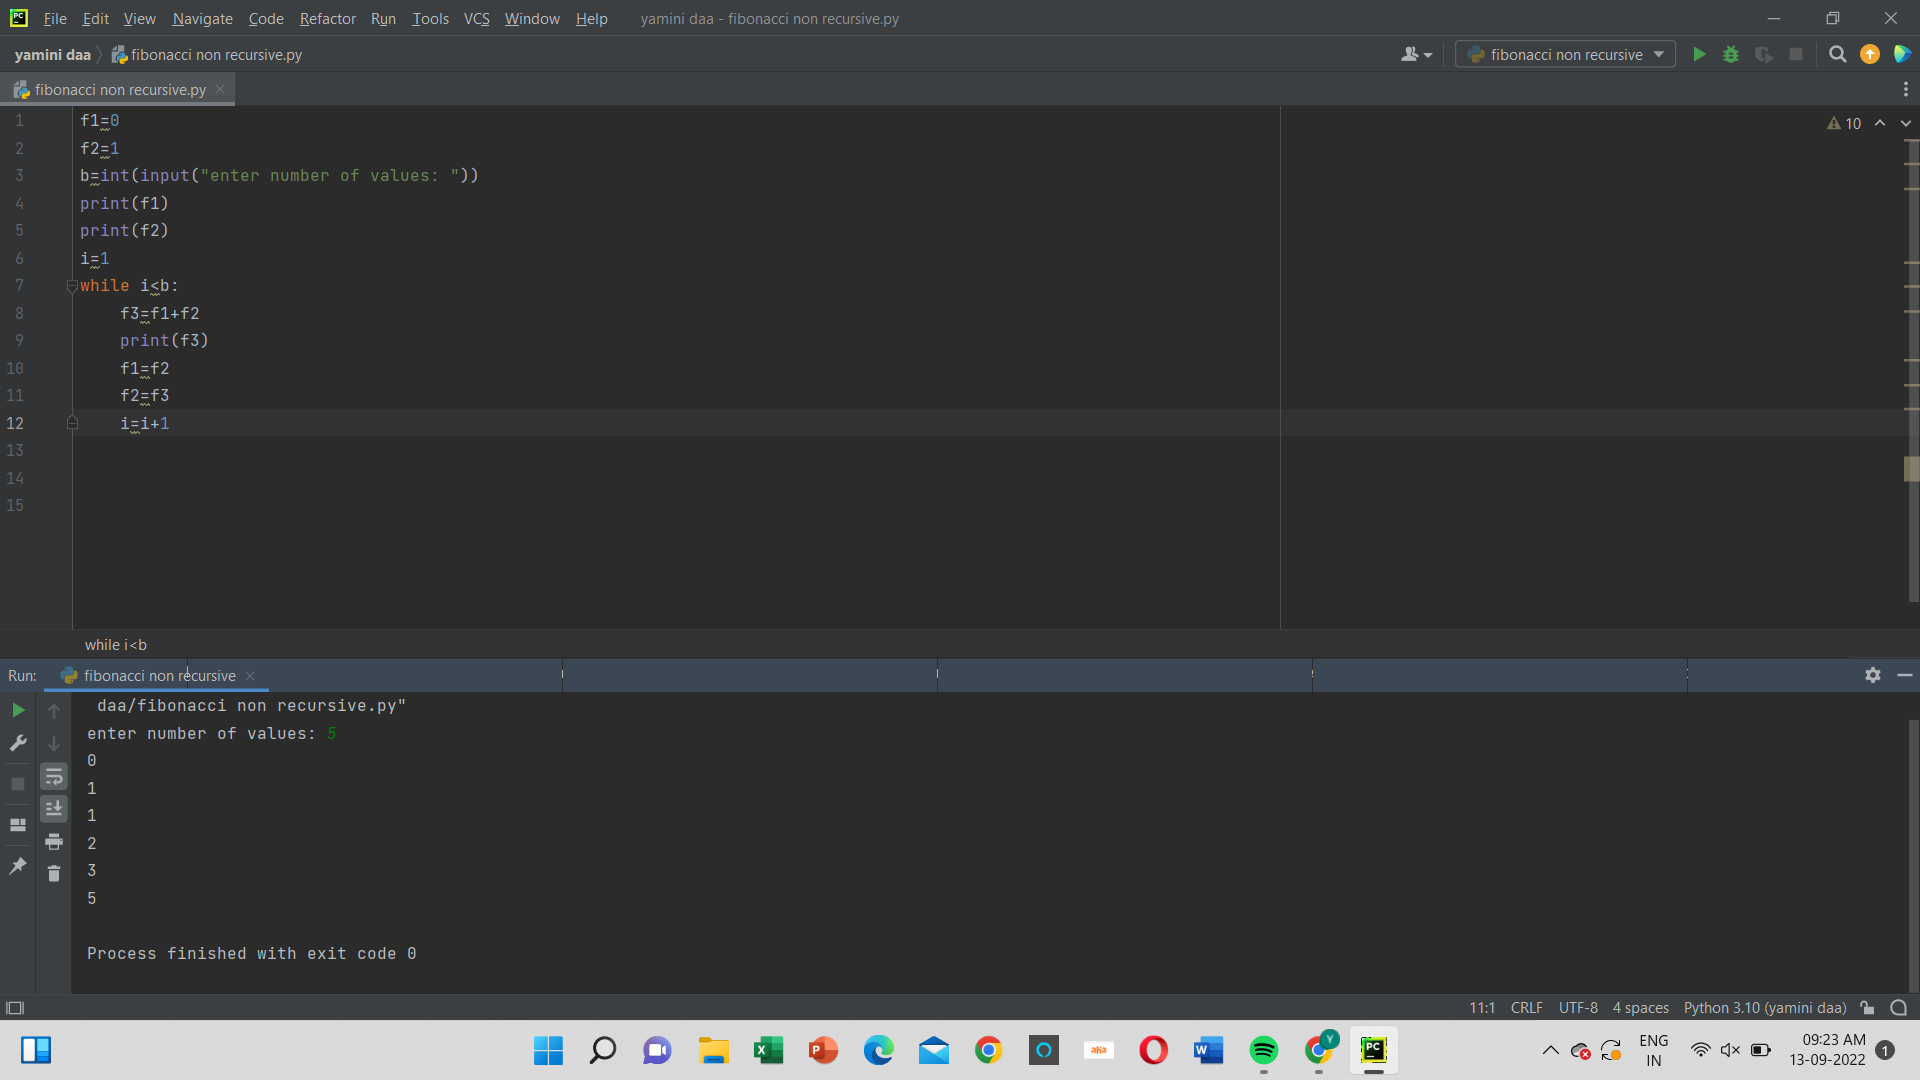 File Edit View Navigate Code Refactor Run Tools VCS Window Help yamini daa - fibonacci non recursive.py
yamini daa fibonacci non recursive.py fibonacci non recursive
fibonacci non recursive.py
10
1 f1=0
2 f2=1
3 b=int(input("enter number of values: "))
4 print(f1)
5 print(f2)
6 i=1
7 while i<b:
8 f3=f1+f2
9 print(f3)
10 f1=f2
11 f2=f3
12 i=i+1
13
14
15
while i<b
Run: fibonacci non recursive
daa/fibonacci non recursive.py"
enter number of values: 5
0
1
1
2
3
5
Process finished with exit code 0
11:1 CRLF UTF-8 4 spaces Python 3.10 (yamini daa)
ENG
IN
09:23 AM
13-09-2022
1